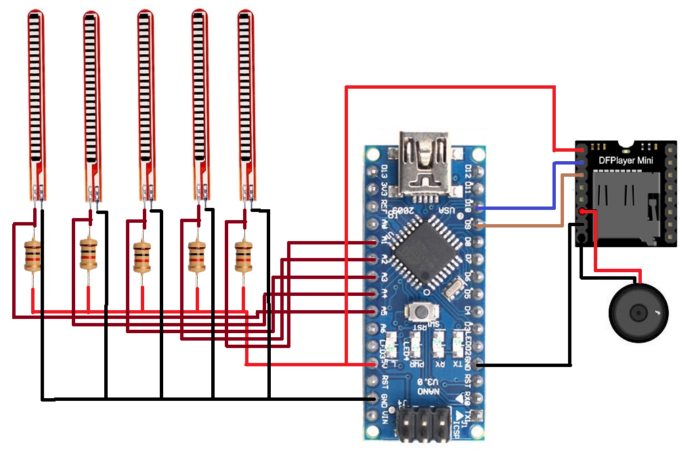 D13
3V3
REF
A0
A1
A2
A3
A4
A5
A6
5V
RST
GND
VIN
D12
D11
D10
D9
D8
D7
D6
D5
D4
D3
D2
GND
RST
RX0
TX1
USA
2009
RST
LED4
L
PWR
RX
TX
NANO
V3.0
ICSP
DFPlayer Mini